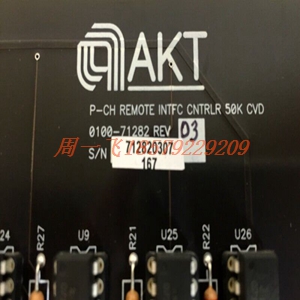 AKT
P-CH REMOTE INTFC CNTRLR 50K CVD
0100-71282 REV 03
S/N 712820307
167
周一飞
9229209
24
R27
U9
R21
U25
R22
U26